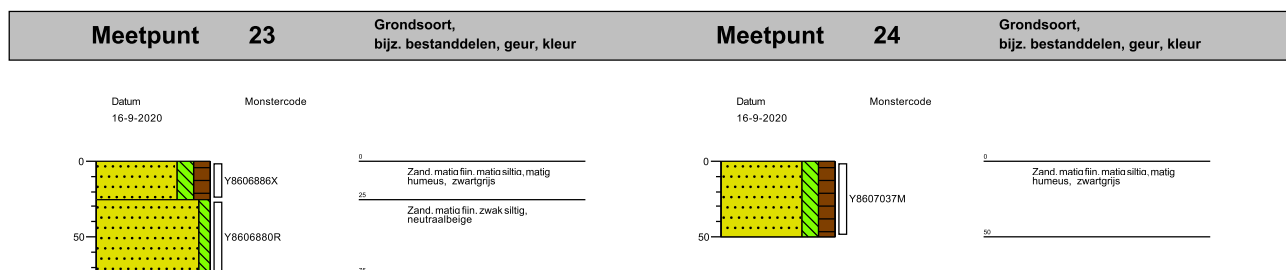 Meetpunt 23
Grondsoort,
bijz. bestanddelen, geur, kleur
Datum
Monstercode
16-9-2020
0
Y8606886X
Y8606880R
50
0
Zand, matig fijn, matig siltig, matig
humeus, zwartgrijs
25
Zand, matig fijn, zwak siltig,
neutraalbeige
Meetpunt 24
Grondsoort,
bijz. bestanddelen, geur, kleur
Datum
Monstercode
16-9-2020
0
Y8607037M
50
0
Zand, matig fijn, matig siltig, matig
humeus, zwartgrijs
50